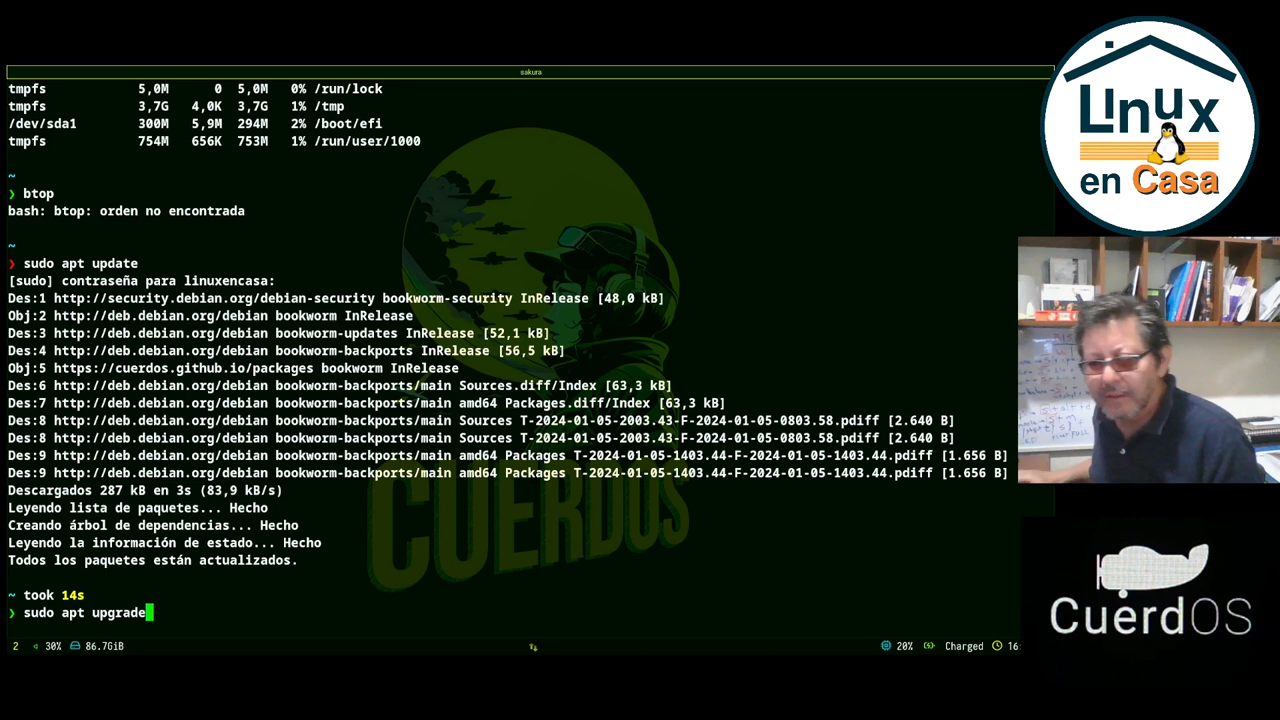 sakura
tmpfs 5,0M 0 5,0M 0% /run/lock
tmpfs 3,7G 4,0K 3,7G 1% /tmp
/dev/sda1 300M 5,9M 294M 2% /boot/efi
tmpfs 754M 656K 753M 1% /run/user/1000
~
❯ btop
bash: btop: orden no encontrada
~
❯ sudo apt update
[sudo] contraseña para linuxencasa:
Des:1 http://security.debian.org/debian-security bookworm-security InRelease [48,0 kB]
Obj:2 http://deb.debian.org/debian bookworm InRelease
Des:3 http://deb.debian.org/debian bookworm-updates InRelease [52,1 kB]
Des:4 http://deb.debian.org/debian bookworm-backports InRelease [56,5 kB]
Obj:5 https://cuerdos.github.io/packages bookworm InRelease
Des:6 http://deb.debian.org/debian bookworm-backports/main Sources.diff/Index [63,3 kB]
Des:7 http://deb.debian.org/debian bookworm-backports/main amd64 Packages.diff/Index [63,3 kB]
Des:8 http://deb.debian.org/debian bookworm-backports/main Sources T-2024-01-05-2003.43-F-2024-01-05-0803.58.pdiff [2.640 B]
Des:8 http://deb.debian.org/debian bookworm-backports/main Sources T-2024-01-05-2003.43-F-2024-01-05-0803.58.pdiff [2.640 B]
Des:9 http://deb.debian.org/debian bookworm-backports/main amd64 Packages T-2024-01-05-1403.44-F-2024-01-05-1403.44.pdiff [1.656 B]
Des:9 http://deb.debian.org/debian bookworm-backports/main amd64 Packages T-2024-01-05-1403.44-F-2024-01-05-1403.44.pdiff [1.656 B]
Descargados 287 kB en 3s (83,9 kB/s)
Leyendo lista de paquetes... Hecho
Creando árbol de dependencias... Hecho
Leyendo la información de estado... Hecho
Todos los paquetes están actualizados.
~ took 14s
❯ sudo apt upgrade
CUERDOS
2 30% 86.7GiB 20% Charged 16:
Linux
en Casa
CuerdOS